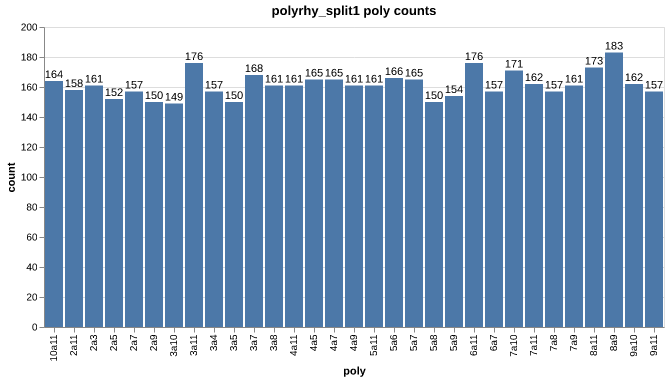 polyrhy_split1 poly counts
count
200
180
160
140
120
100
80
60
40
20
0
164 158 161 152 157 150 149 176 157 150 168 161 161 165 165 161 161 166 165 150 154 176 157 171 162 157 161 173 183 162 157
10a11 2a11 2a3 2a5 2a7 2a9 3a10 3a11 3a4 3a5 3a7 3a8 4a11 4a5 4a7 4a9 5a11 5a6 5a7 5a8 5a9 6a11 6a7 7a10 7a11 7a8 7a9 8a11 8a9 9a10 9a11
poly